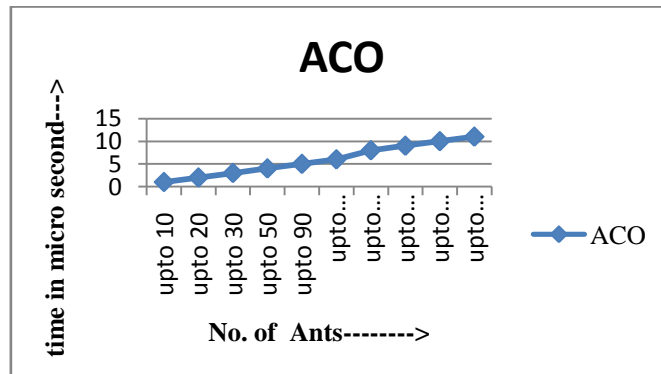 ACO
time in micro second--->
15
10
5
0
upto 10
upto 20
upto 30
upto 50
upto 90
upto...
upto...
upto...
upto...
upto...
ACO
No. of Ants-------->